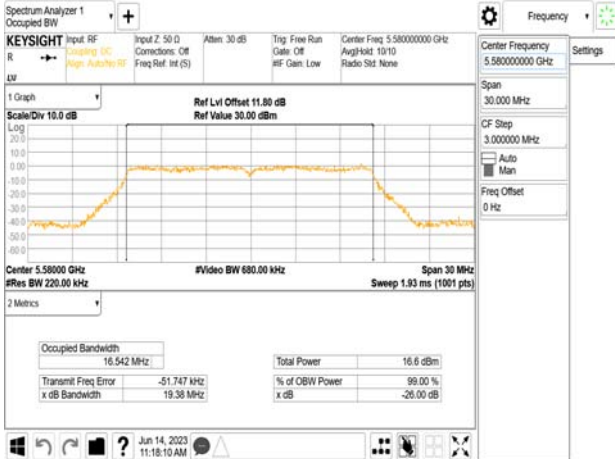 Spectrum Analyzer 1
Occupied BW
Frequency
KEYSIGHT
R
LXI
Input: RF
Coupling: DC
Align: Auto/No RF
Input Z: 50 Ω
Corrections: Off
Freq Ref: Int (S)
Atten: 30 dB
Trig: Free Run
Gate: Off
#IF Gain: Low
Center Freq: 5.580000000 GHz
Avg|Hold: 10/10
Radio Std: None
Center Frequency
5.580000000 GHz
Settings
Span
30.000 MHz
CF Step
3.000000 MHz
Auto
Man
Freq Offset
0 Hz
1 Graph
Scale/Div 10.0 dB
Ref Lvl Offset 11.80 dB
Ref Value 30.00 dBm
Log
20.0
10.0
0.00
-10.0
-20.0
-30.0
-40.0
-50.0
-60.0
Center 5.58000 GHz
#Res BW 220.00 kHz
#Video BW 680.00 kHz
Span 30 MHz
Sweep 1.93 ms (1001 pts)
2 Metrics
Occupied Bandwidth
16.542 MHz
Transmit Freq Error
-51.747 kHz
x dB Bandwidth
19.38 MHz
Total Power
16.6 dBm
% of OBW Power
99.00 %
x dB
-26.00 dB
?
Jun 14, 2023
11:18:10 AM